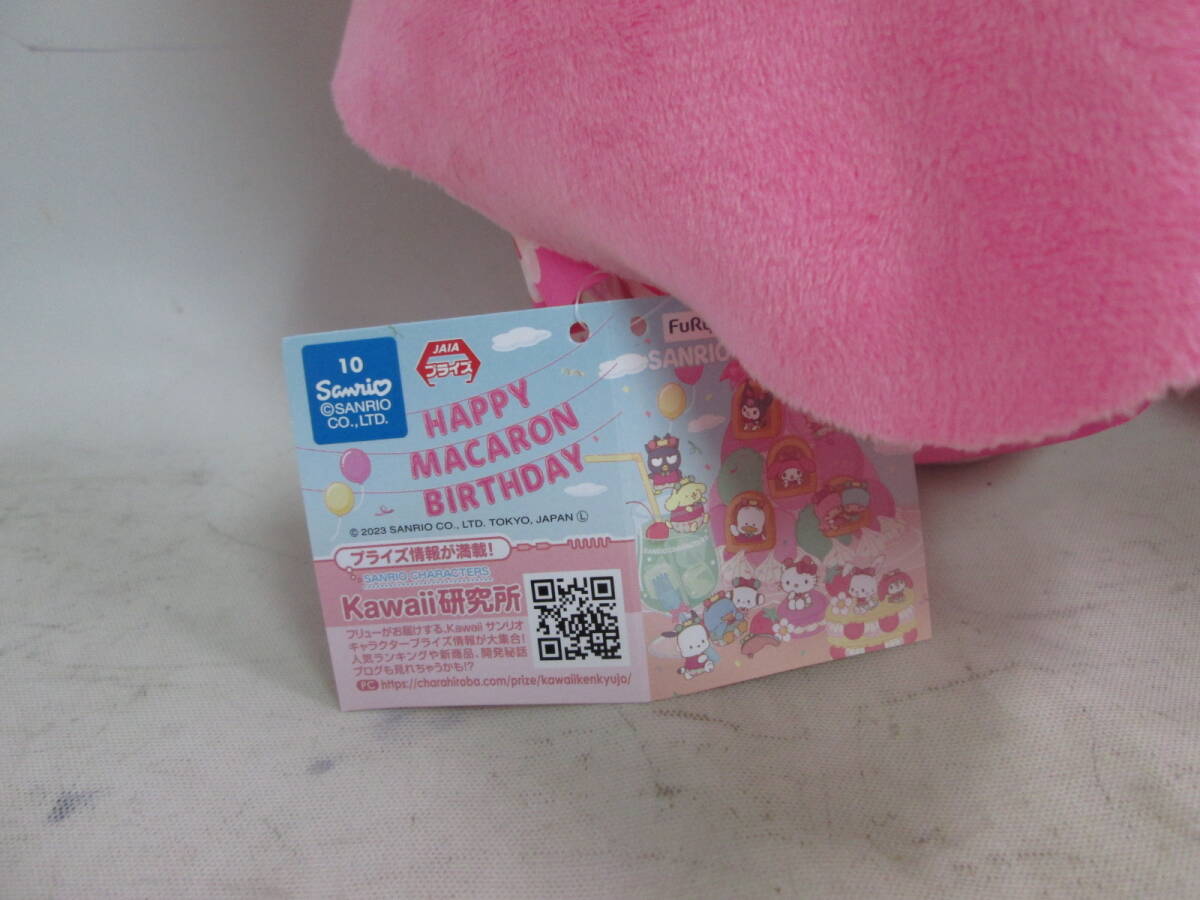 10
Sanrio
©SANRIO
CO.,LTD.
JAIA
プライズ
HAPPY
MACARON
BIRTHDAY
© 2023 SANRIO CO., LTD. TOKYO, JAPAN Ⓛ
プライズ情報が満載!
SANRIO CHARACTERS
Kawaii研究所
フリューがお届けする、Kawaii サンリオ
キャラクタープライズ情報が大集合!
人気ランキングや新商品、開発秘話
ブログも見れちゃうかも!?
PC https://charahiroba.com/prize/kawaiikenkyujo/
SANRIO